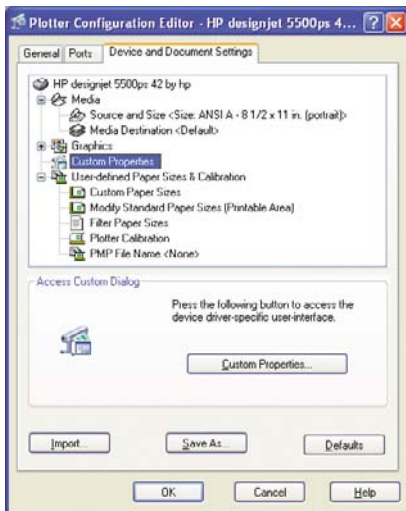 Plotter Configuration Editor - HP designjet 5500ps 4...
General
Ports
Device and Document Settings
HP designjet 5500ps 42 by hp
Media
Source and Size <Size: ANSI A - 8 1/2 x 11 in. (portrait)>
Media Destination <Default>
Graphics
Custom Properties
User-defined Paper Sizes & Calibration
Custom Paper Sizes
Modify Standard Paper Sizes (Printable Area)
Filter Paper Sizes
Plotter Calibration
PMP File Name <None>
Access Custom Dialog
Press the following button to access the
device driver-specific user-interface.
Custom Properties...
Import...
Save As...
Defaults
OK
Cancel
Help